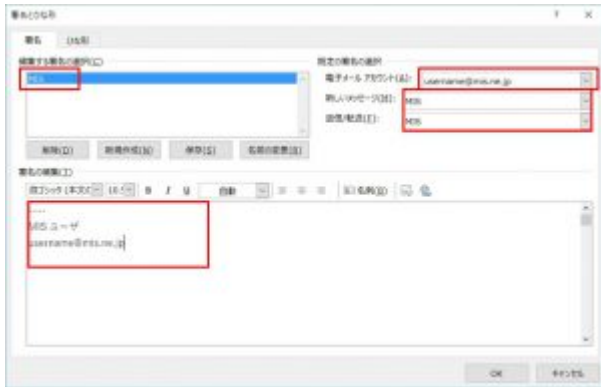 署名とひな形
署名 ひな形
編集する署名の選択(C)
MIS
削除(D) 新規作成(N) 保存(S) 名前の変更(R)
既定の署名の選択
電子メール アカウント(A): username@mis.ne.jp
新しいメッセージ(M): MIS
返信/転送(F): MIS
署名の編集(T)
B I U 自動 名刺(B)
----
MIS ユーザ
username@mis.ne.jp
OK キャンセル